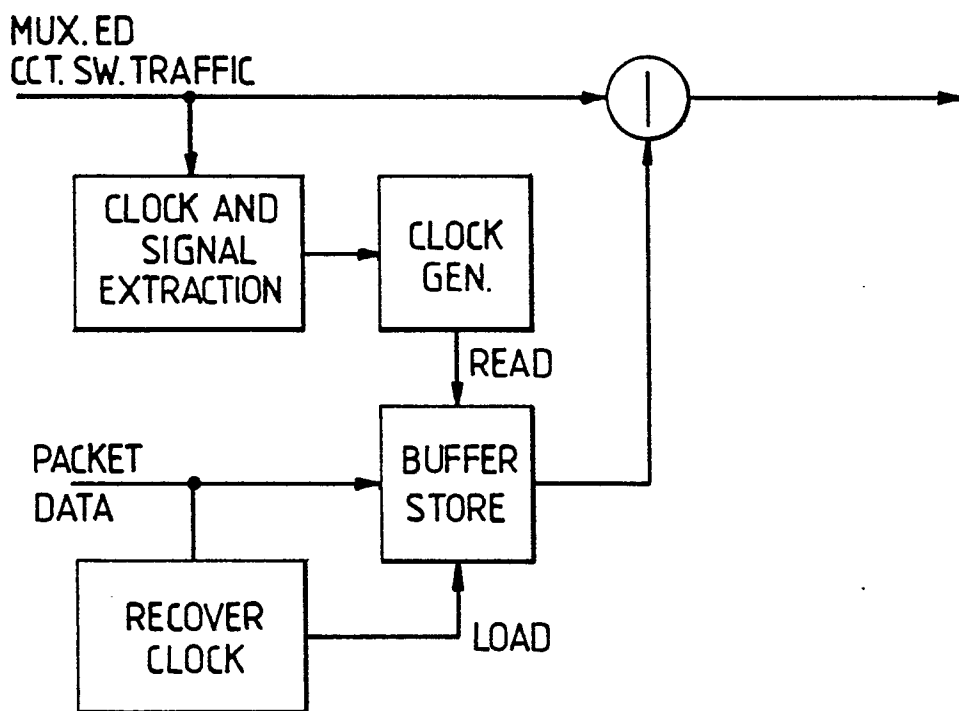 MUX.ED
CCT. SW. TRAFFIC
CLOCK AND
SIGNAL
EXTRACTION
CLOCK
GEN.
READ
PACKET
DATA
BUFFER
STORE
RECOVER
CLOCK
LOAD